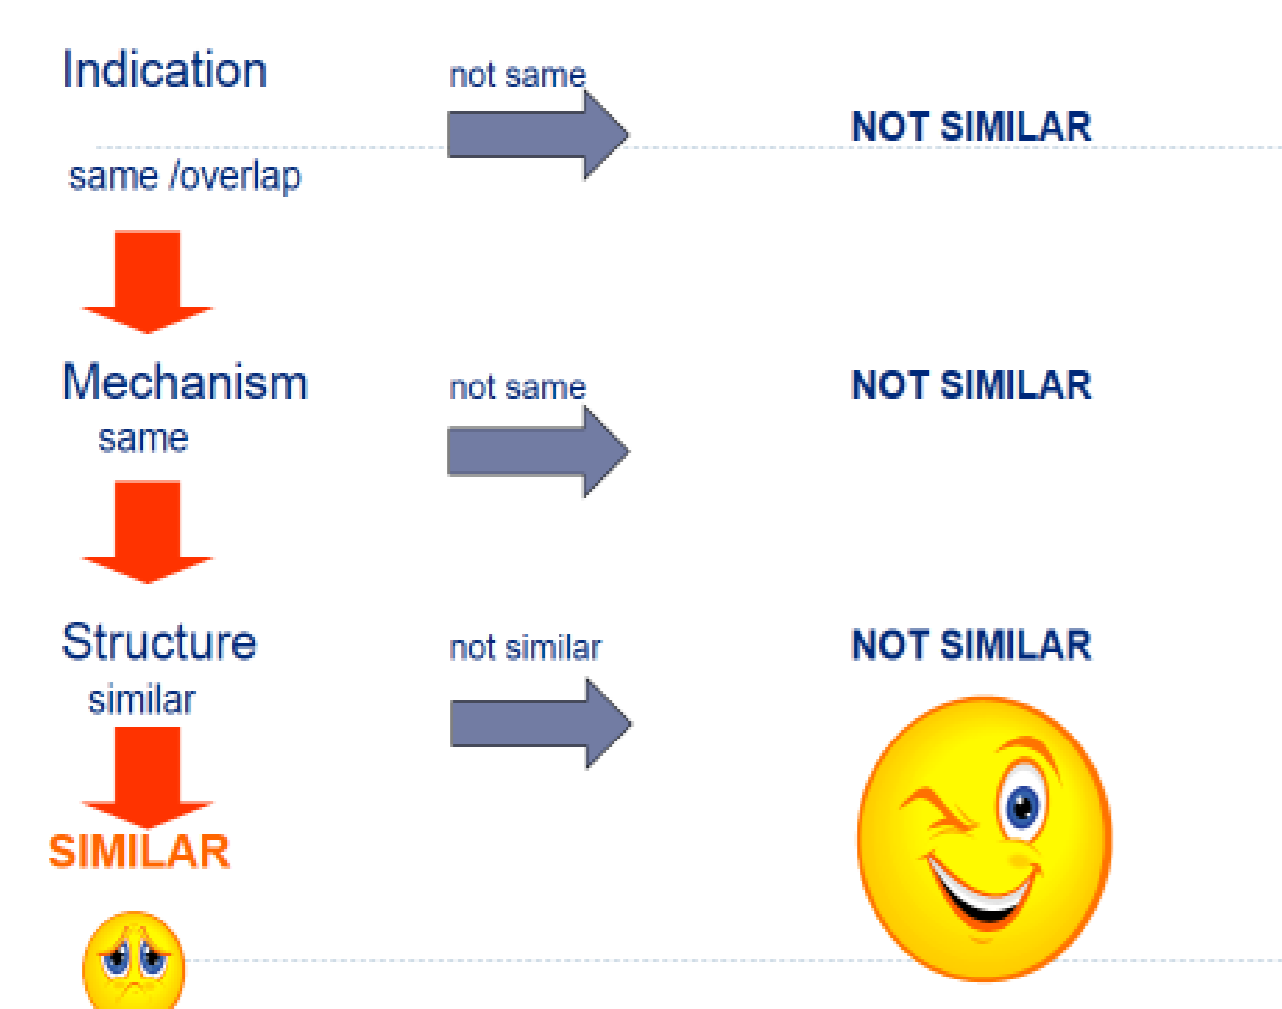 Indication
not same
NOT SIMILAR
same /overlap
Mechanism
not same
NOT SIMILAR
same
Structure
not similar
NOT SIMILAR
similar
SIMILAR